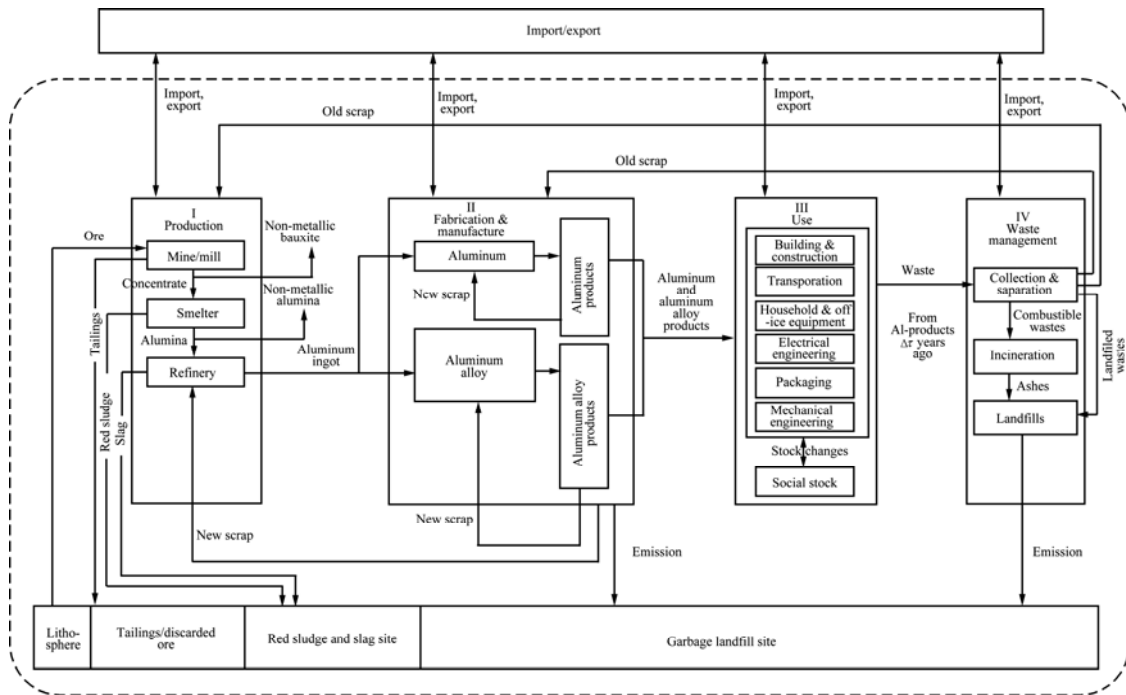 Import/export
Import,
export
Import,
export
Import,
export
Import,
export
Old scrap
Old scrap
I
Production
Ore
Mine/mill
Concentrate
Smelter
Alumina
Refinery
Non-metallic
bauxite
Non-metallic
alumina
Tailings
Red sludge
Slag
Aluminum
ingot
New scrap
II
Fabrication &
manufacture
Aluminum
Ncw scrap
Aluminum
products
Aluminum
alloy
Aluminum alloy
products
New scrap
Emission
Aluminum
and
aluminum
alloy
products
III
Use
Building &
construction
Transporation
Household & off
-ice equipment
Electrical
engineering
Packaging
Mechanical
engineering
Stock changes
Social stock
Waste
From
Al-products
Δτ years
ago
IV
Waste
management
Collection &
saparation
Combustible
wastes
Incineration
Ashes
Landfills
Landfiled
wastes
Emission
Litho-
sphere
Tailings/discarded
ore
Red sludge and slag site
Garbage landfill site